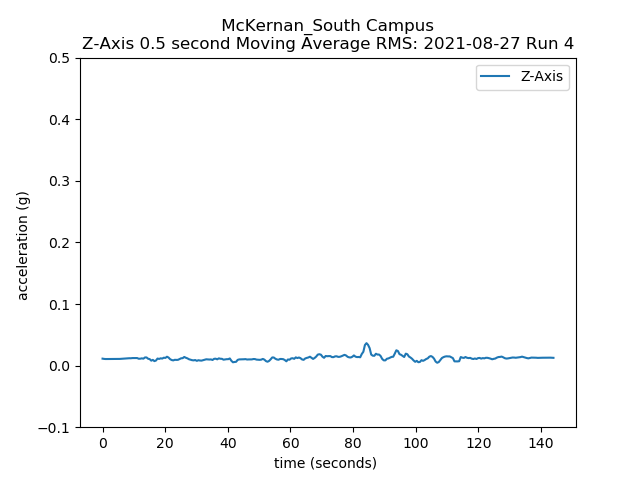 McKernan_South Campus
Z-Axis 0.5 second Moving Average RMS: 2021-08-27 Run 4
Z-Axis
0.5
0.4
0.3
0.2
0.1
0.0
−0.1
acceleration (g)
0 20 40 60 80 100 120 140
time (seconds)